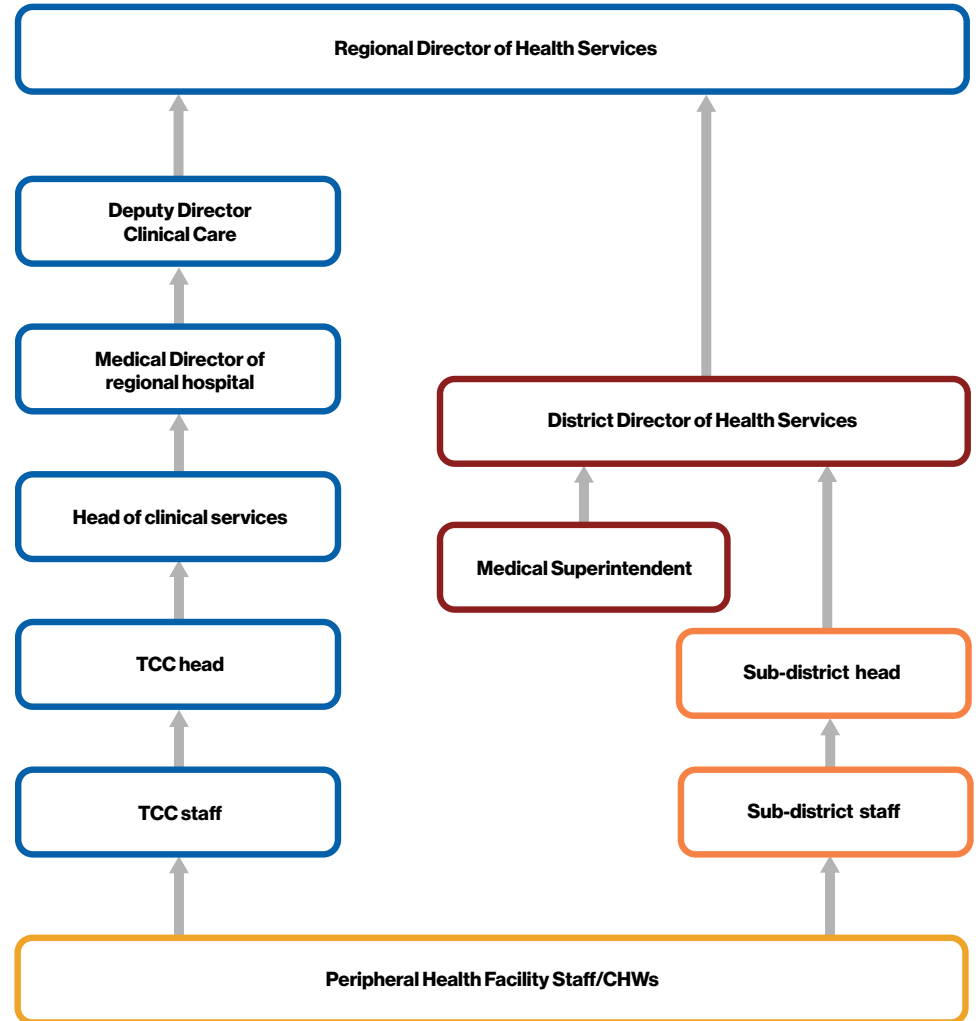 Regional Director of Health Services
Deputy Director
Clinical Care
Medical Director of
regional hospital
District Director of Health Services
Head of clinical services
Medical Superintendent
TCC head
Sub-district head
TCC staff
Sub-district staff
Peripheral Health Facility Staff/CHWs